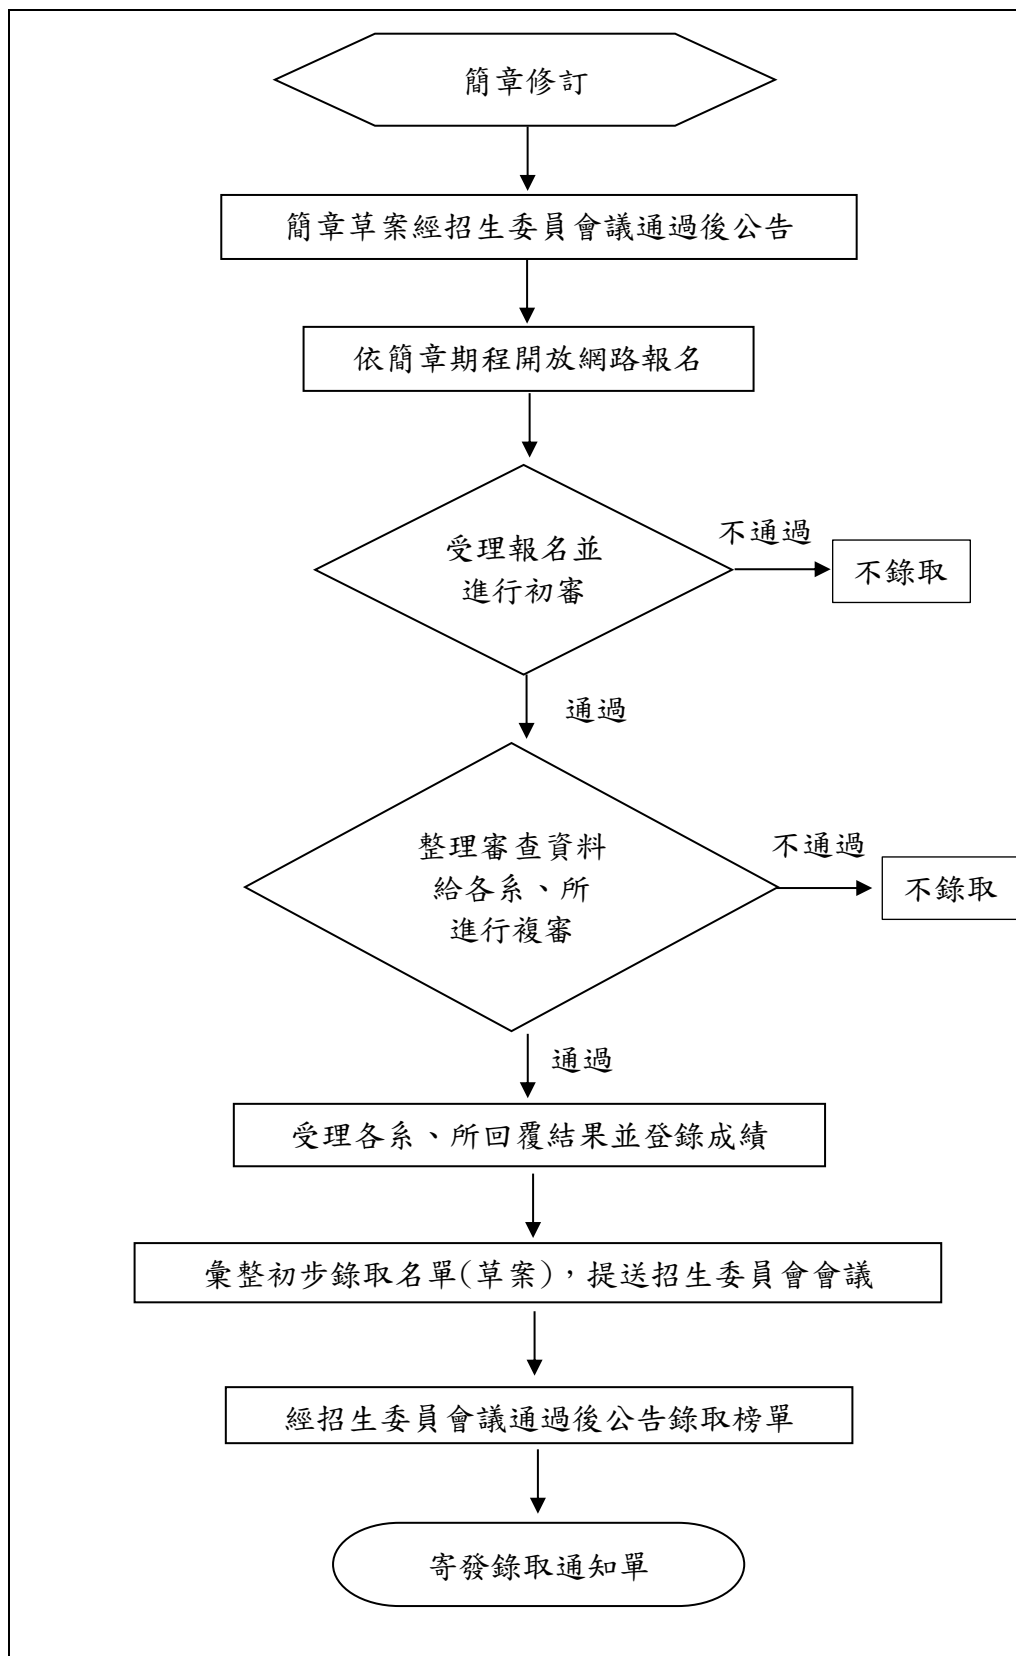 簡章修訂
簡章草案經招生委員會議通過後公告
依簡章期程開放網路報名
受理報名並
進行初審
不通過
不錄取
通過
整理審查資料
給各系、所
進行複審
不通過
不錄取
通過
受理各系、所回覆結果並登錄成績
彙整初步錄取名單(草案)，提送招生委員會會議
經招生委員會議通過後公告錄取榜單
寄發錄取通知單